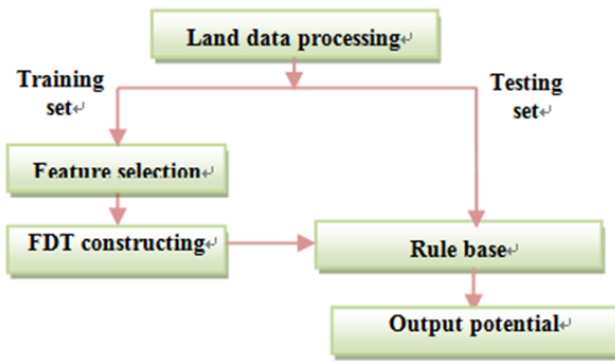 Land data processing↵
Training
set↵
Testing
set↵
Feature selection↵
FDT constructing↵
Rule base↵
Output potential↵